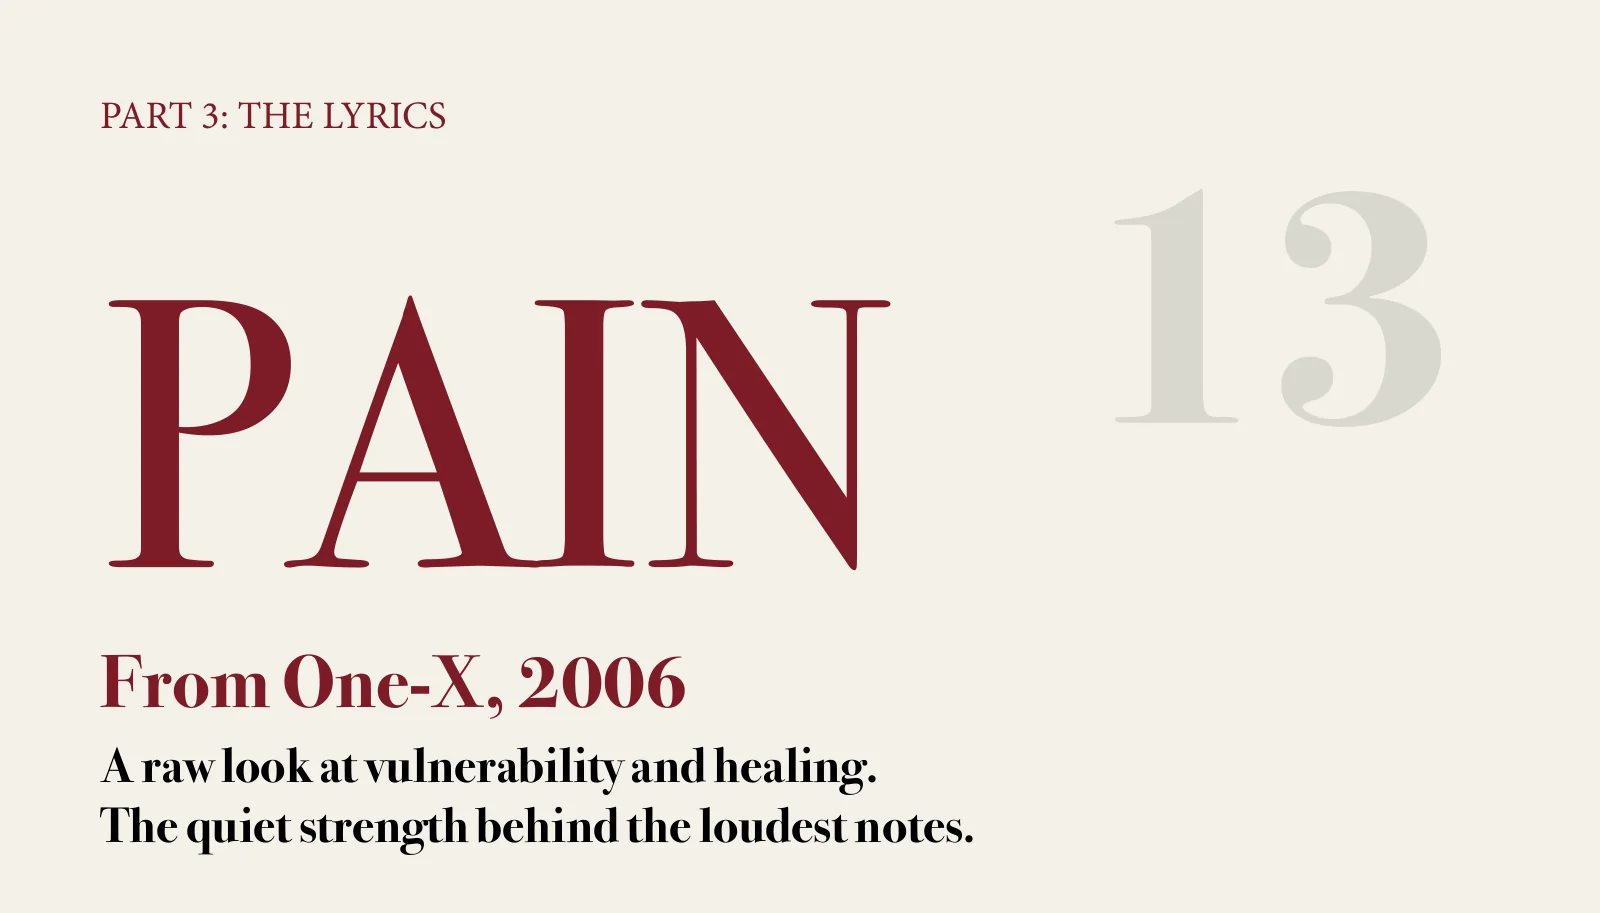 PART 3: THE LYRICS
13
PAIN
From One-X, 2006
A raw look at vulnerability and healing.
The quiet strength behind the loudest notes.